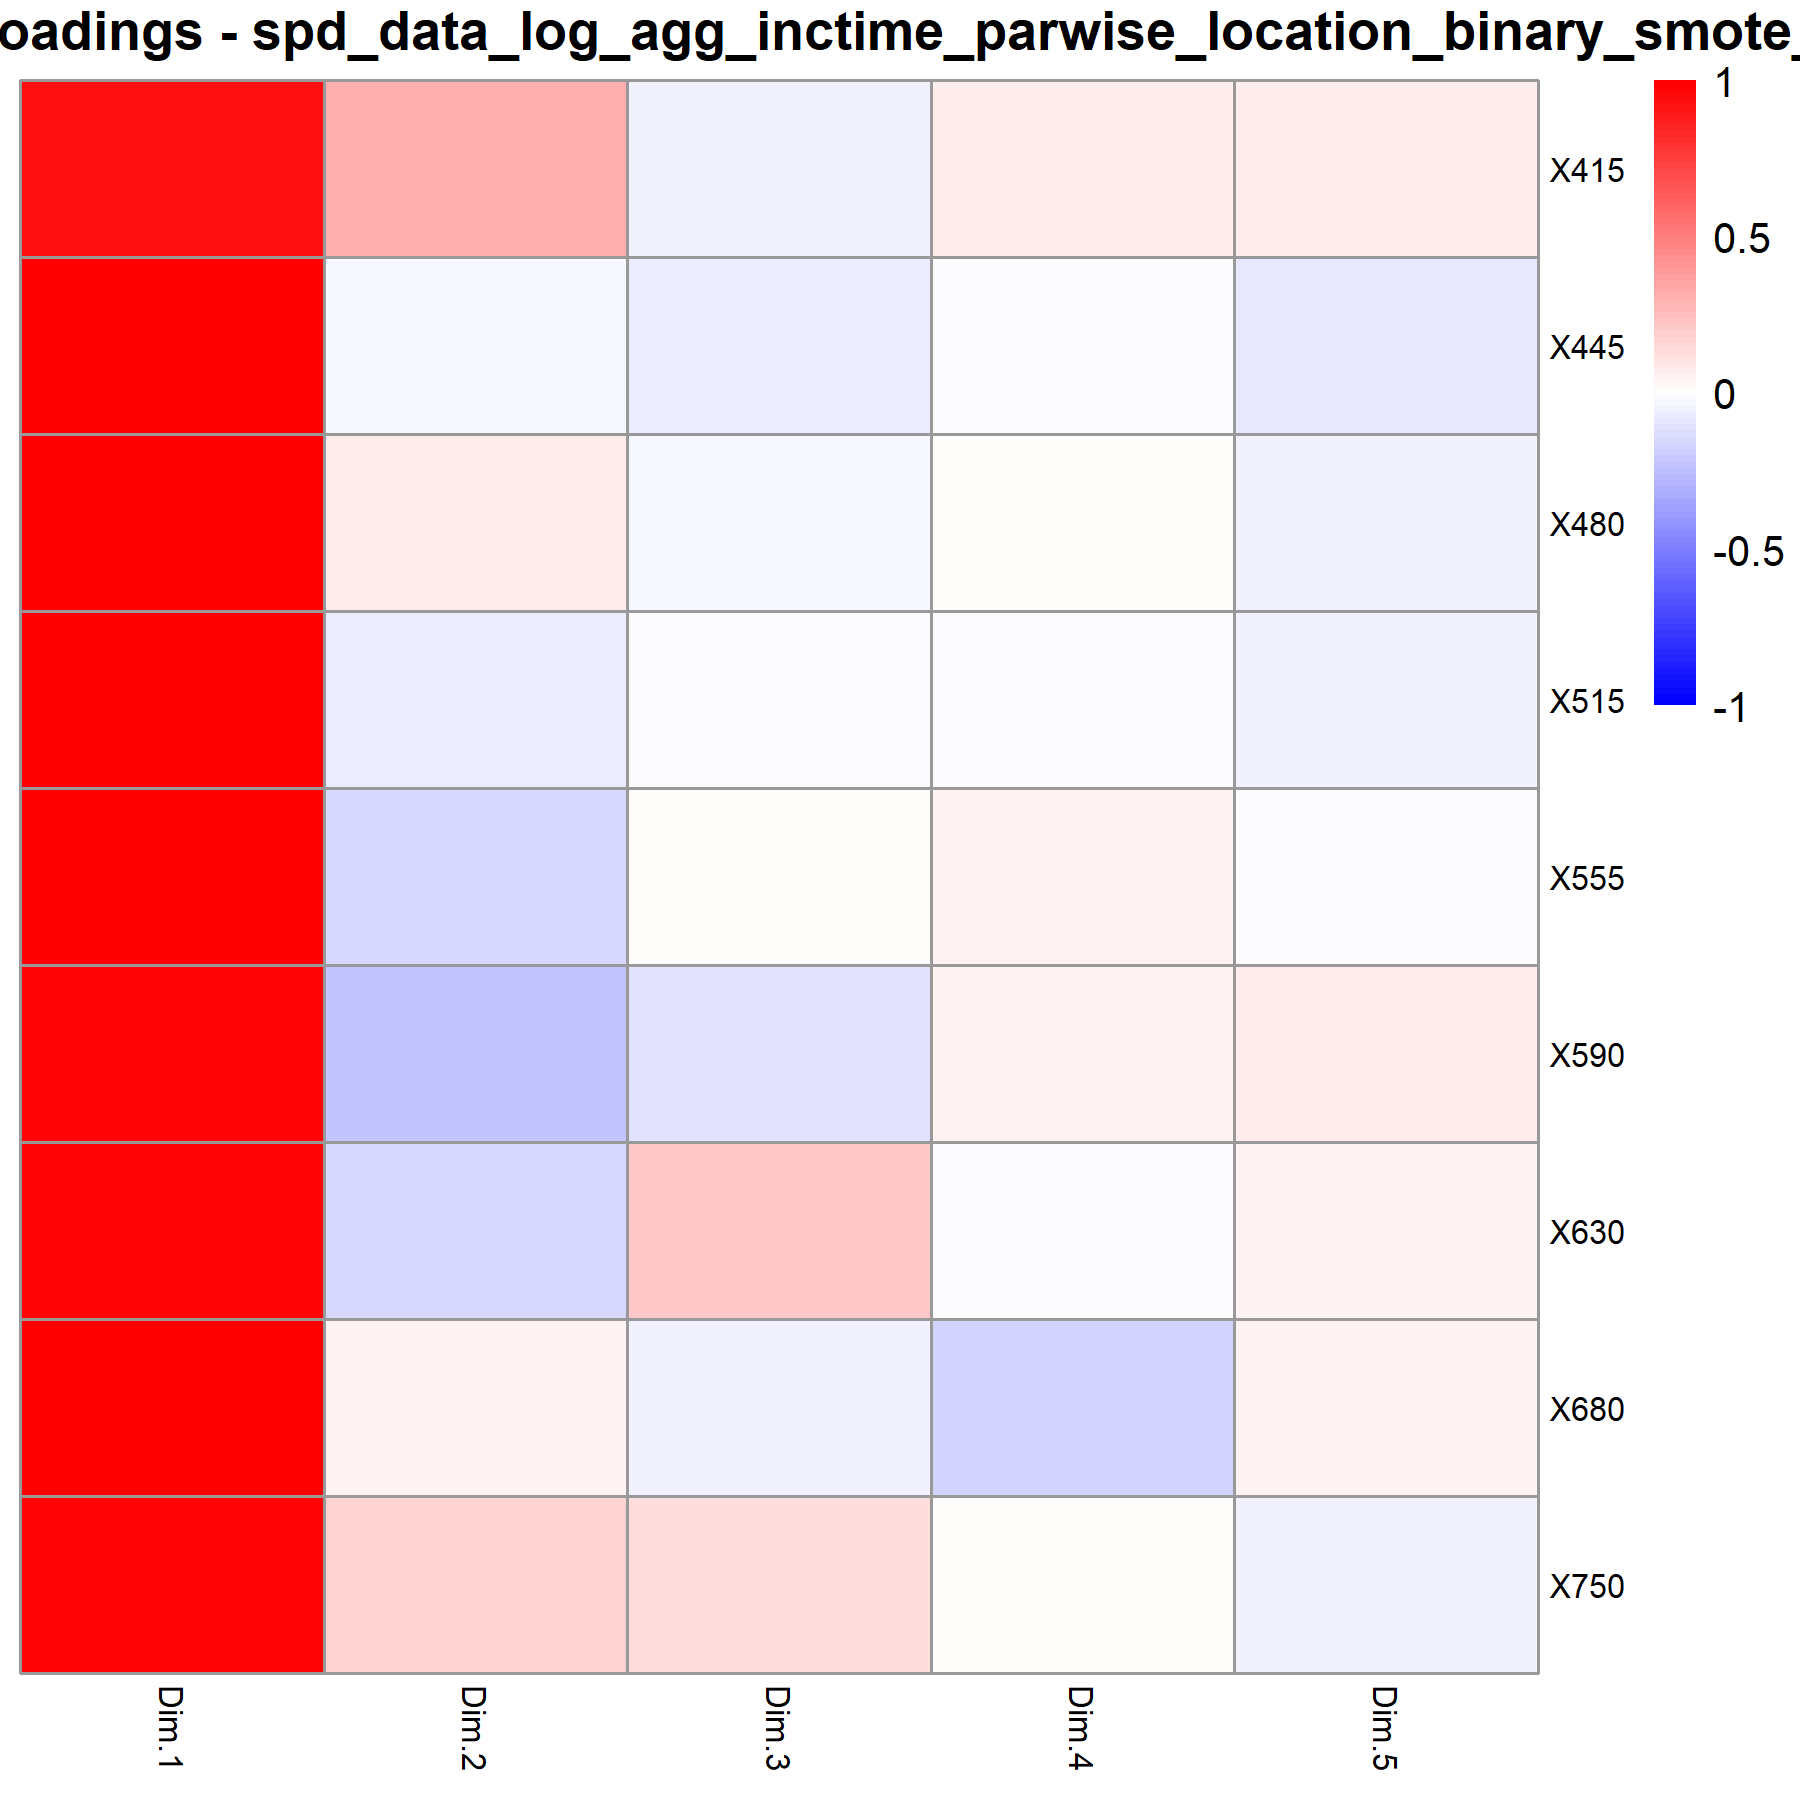 oadings - spd_data_log_agg_inctime_parwise_location_binary_smote_
1
0.5
0
-0.5
-1
X415
X445
X480
X515
X555
X590
X630
X680
X750
Dim.1
Dim.2
Dim.3
Dim.4
Dim.5